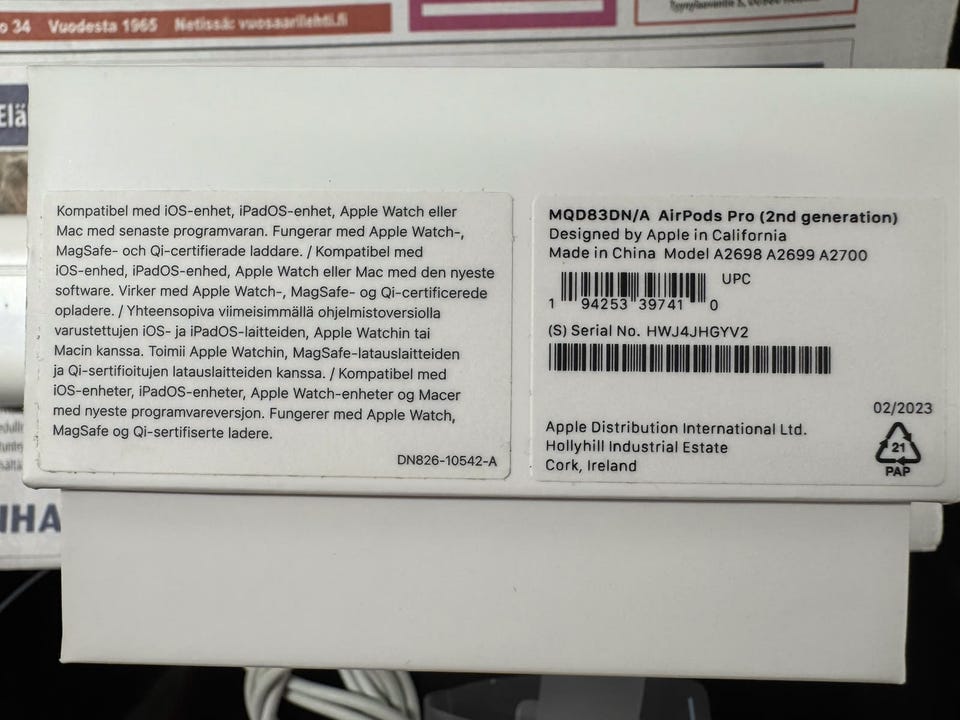 o 34 Vuodesta 1965 Netissä: vuosaarilehti.fi
Elä
Kompatibel med iOS-enhet, iPadOS-enhet, Apple Watch eller
Mac med senaste programvaran. Fungerar med Apple Watch-,
MagSafe- och Qi-certifierade laddare. / Kompatibel med
iOS-enhed, iPadOS-enhed, Apple Watch eller Mac med den nyeste
software. Virker med Apple Watch-, MagSafe- og Qi-certificerede
opladere. / Yhteensopiva viimeisimmällä ohjelmistoversiolla
varustettujen iOS- ja iPadOS-laitteiden, Apple Watchin tai
Macin kanssa. Toimii Apple Watchin, MagSafe-latauslaitteiden
ja Qi-sertifioitujen latauslaitteiden kanssa. / Kompatibel med
iOS-enheter, iPadOS-enheter, Apple Watch-enheter og Macer
med nyeste programvareversjon. Fungerer med Apple Watch,
MagSafe og Qi-sertifiserte ladere.
DN826-10542-A
MQD83DN/A AirPods Pro (2nd generation)
Designed by Apple in California
Made in China Model A2698 A2699 A2700
UPC
1 94253 39741 0
(S) Serial No. HWJ4JHGYV2
02/2023
Apple Distribution International Ltd.
Hollyhill Industrial Estate
Cork, Ireland
21
PAP
IHA